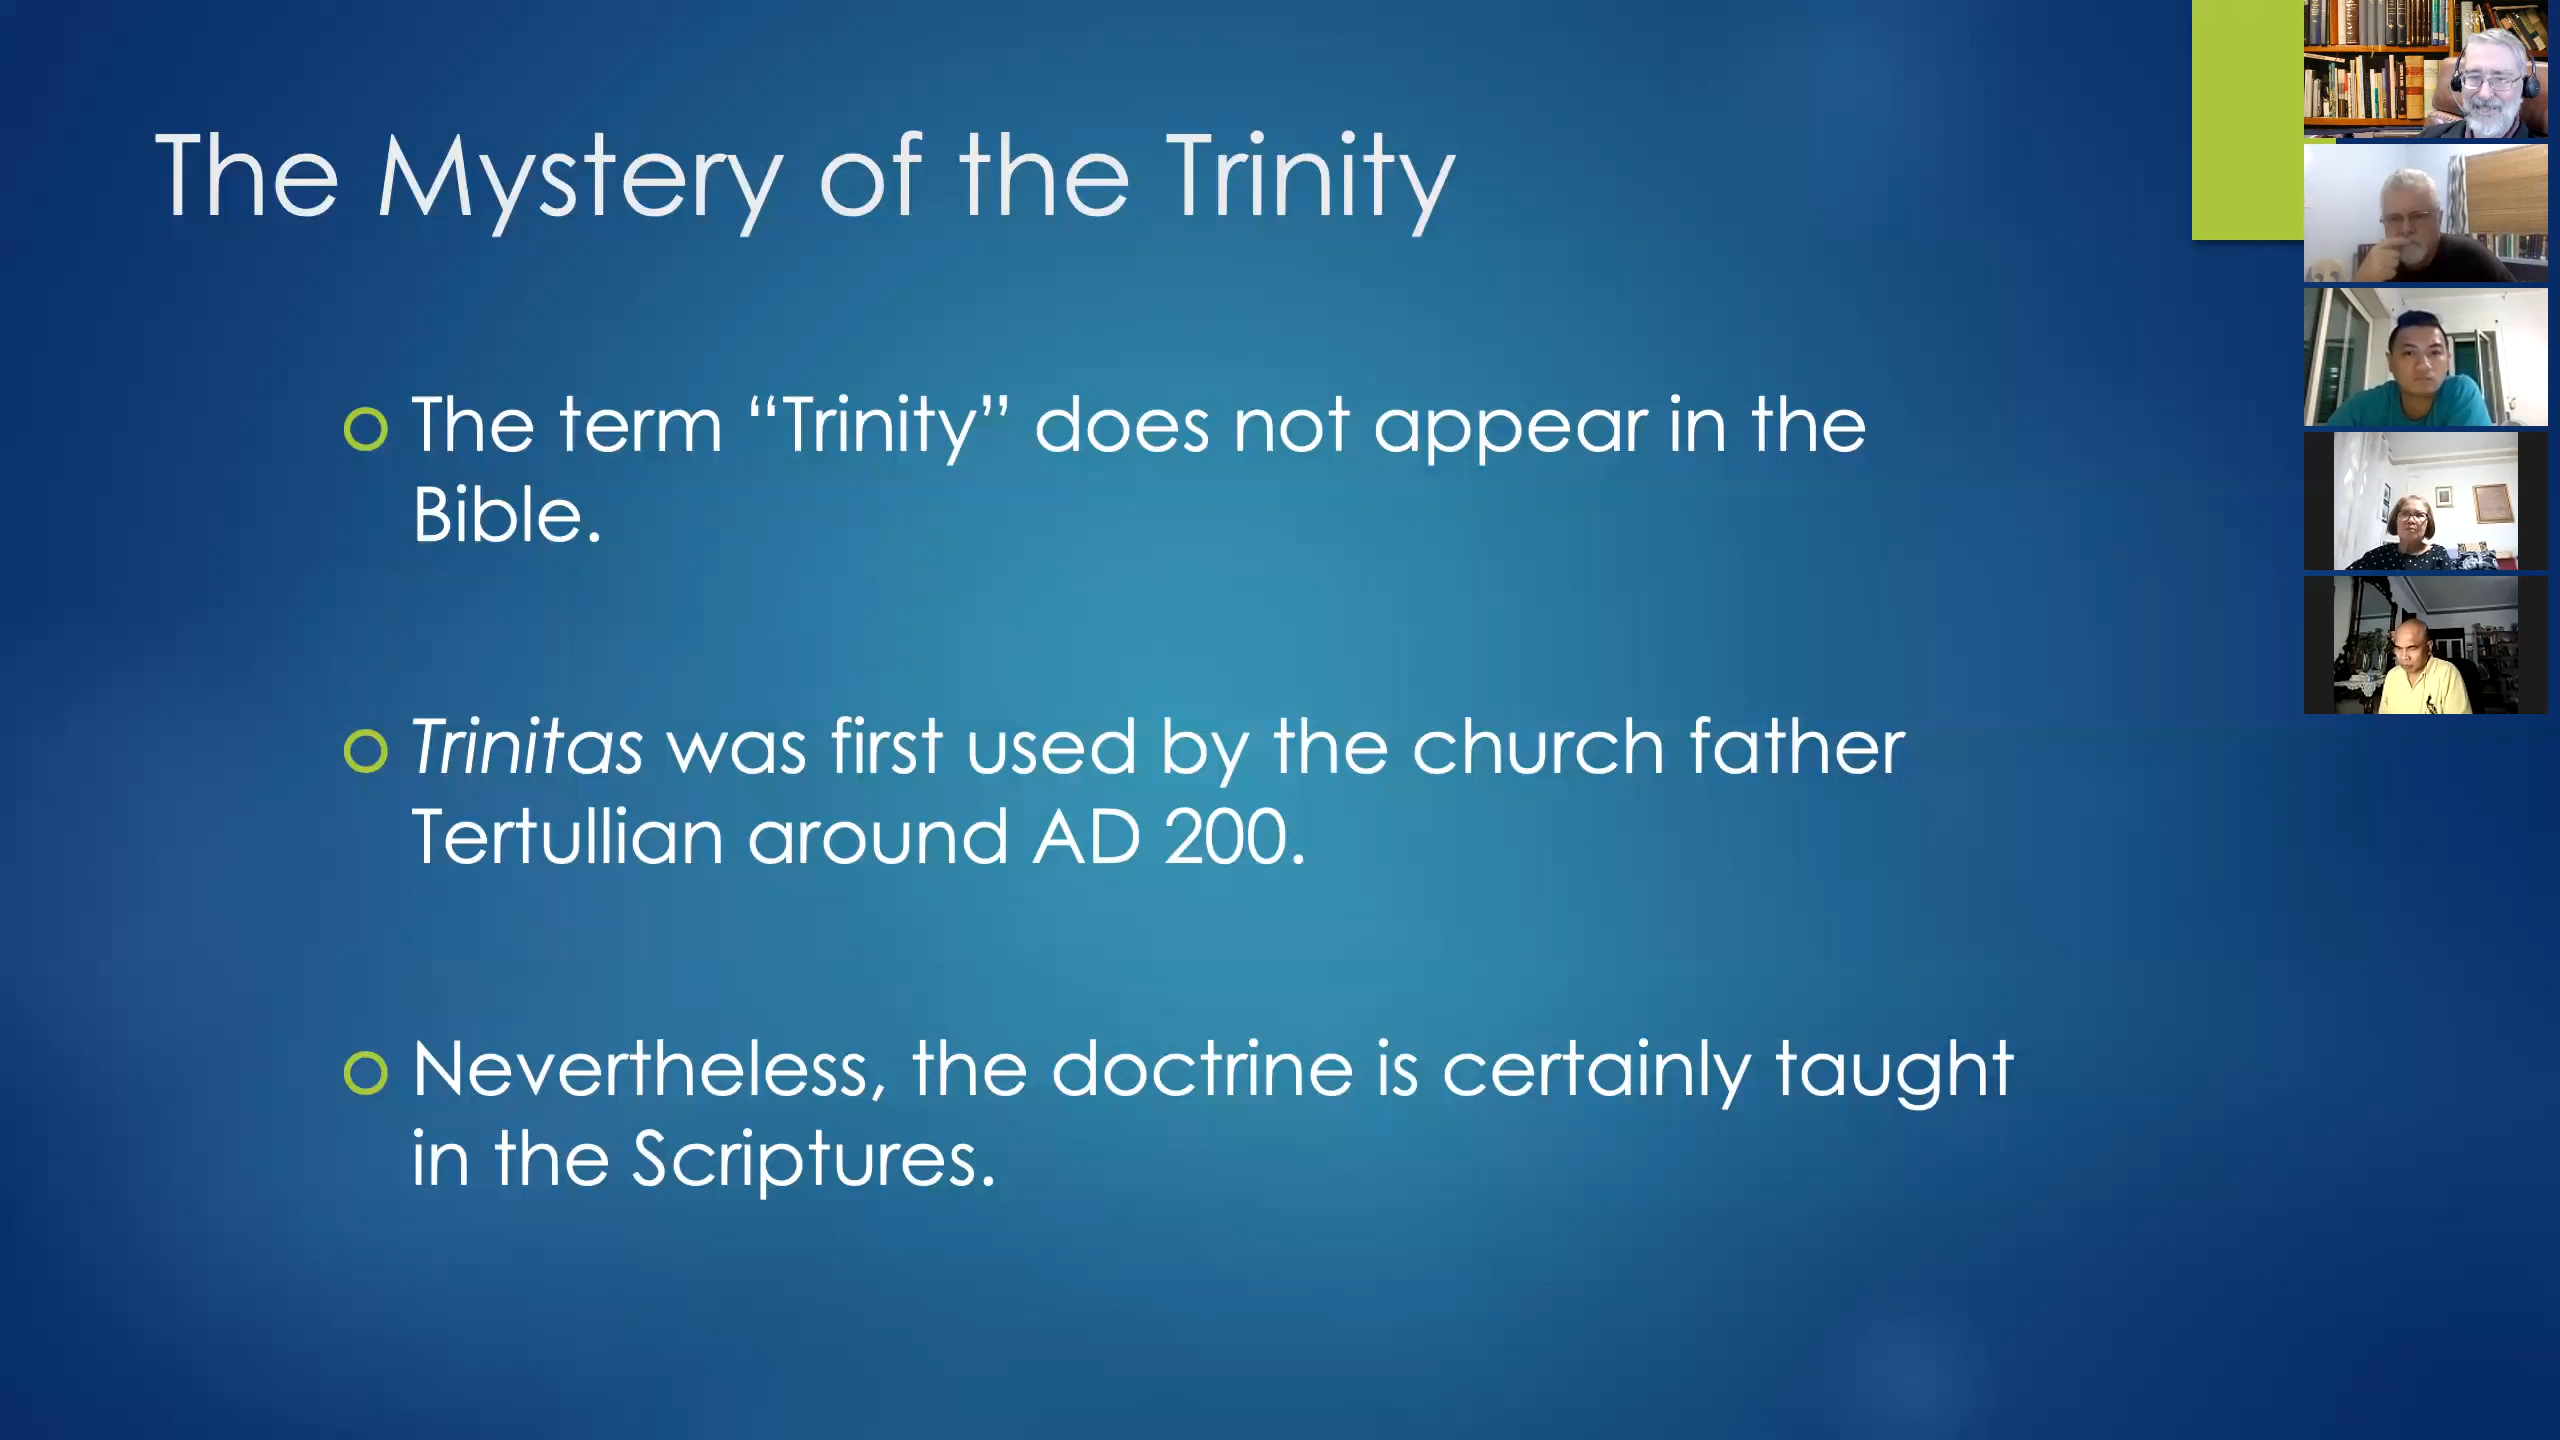 The Mystery of the Trinity
The term “Trinity” does not appear in the
Bible.
Trinitas was first used by the church father
Tertullian around AD 200.
Nevertheless, the doctrine is certainly taught
in the Scriptures.